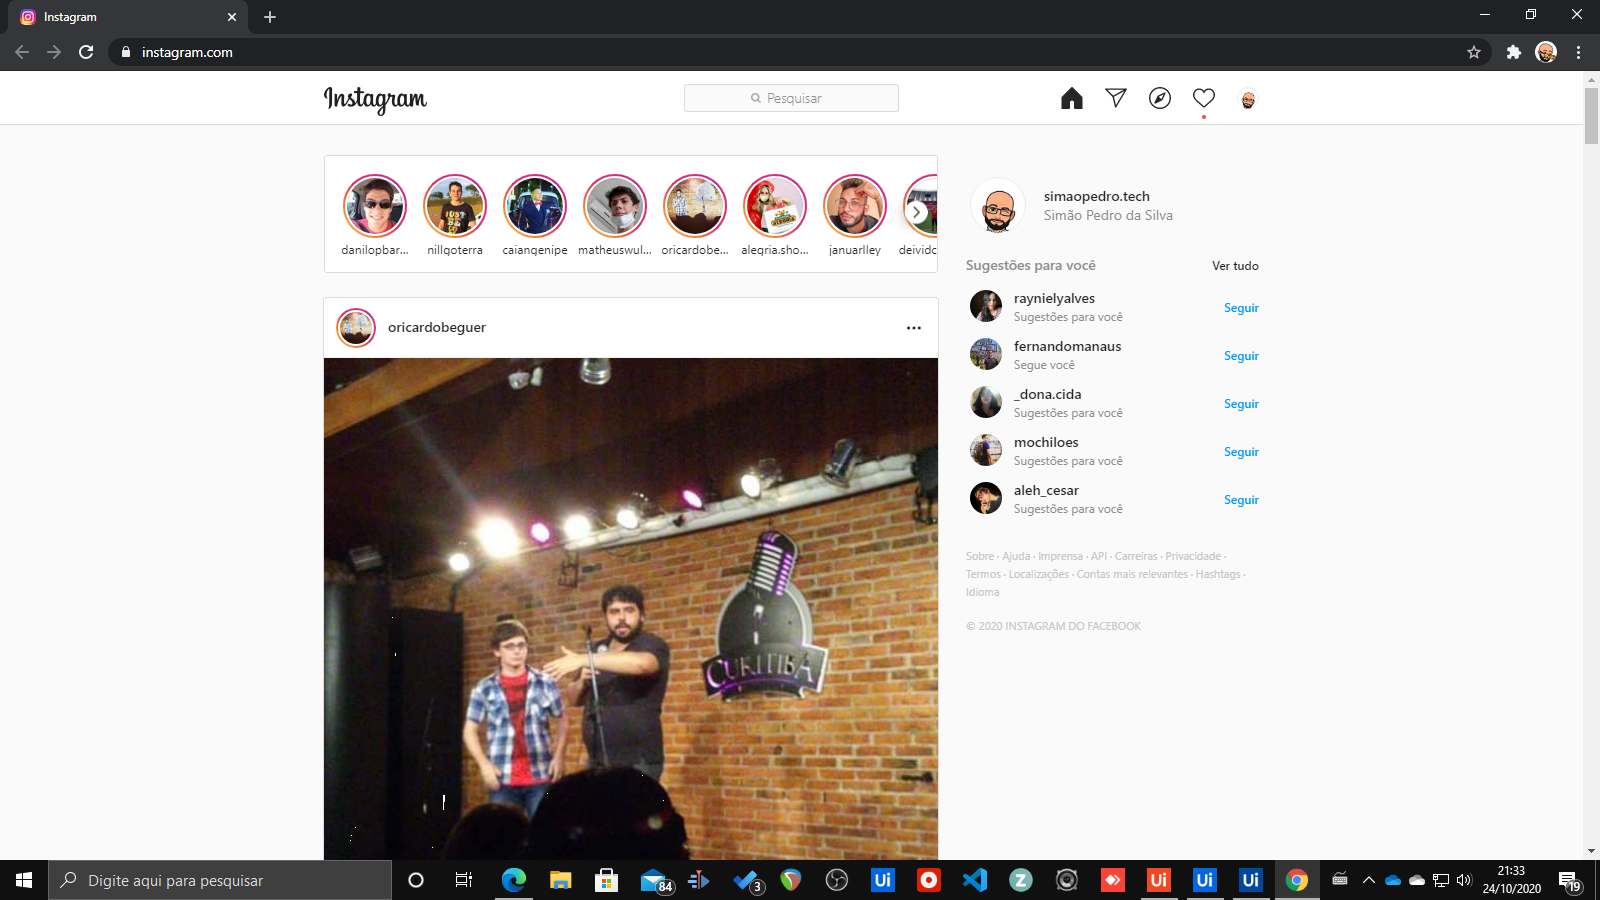 Instagram
instagram.com
Instagram
Pesquisar
danilopbar...
nillgoterra
caiangenipe
matheuswul...
oricardobe...
alegria.sho...
januarlley
deividc
oricardobeguer
CURITIBA
simaopedro.tech
Simão Pedro da Silva
Sugestões para você
Ver tudo
raynielyalves
Sugestões para você
Seguir
fernandomanaus
Segue você
Seguir
_dona.cida
Sugestões para você
Seguir
mochiloes
Sugestões para você
Seguir
aleh_cesar
Sugestões para você
Seguir
Sobre · Ajuda · Imprensa · API · Carreiras · Privacidade ·
Termos · Localizações · Contas mais relevantes · Hashtags ·
Idioma
© 2020 INSTAGRAM DO FACEBOOK
Digite aqui para pesquisar
84
3
Ui
Z
Ui
Ui
Ui
21:33
24/10/2020
19